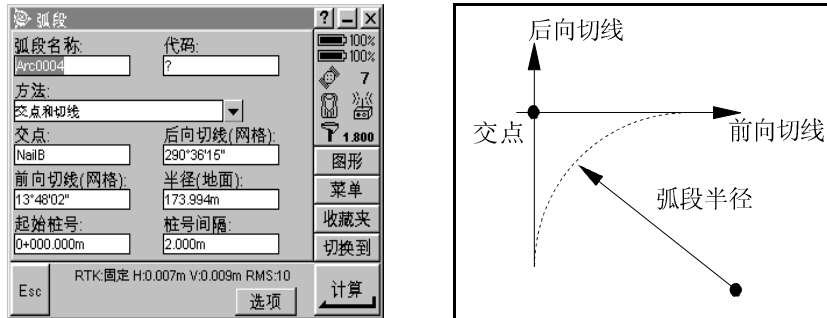 弧段
? _ ×
弧段名称: 代码:
Arc0004 ?
100%
100%
方法:
交点和切线
7
交点: 后向切线(网格):
NailB 290°36'15"
1.800
前向切线(网格): 半径(地面):
13°48'02" 173.994m
起始桩号: 桩号间隔:
0+000.000m 2.000m
图形
菜单
收藏夹
切换到
Esc
RTK:固定 H:0.007m V:0.009m RMS:10
选项
计算
后向切线
交点
前向切线
弧段半径